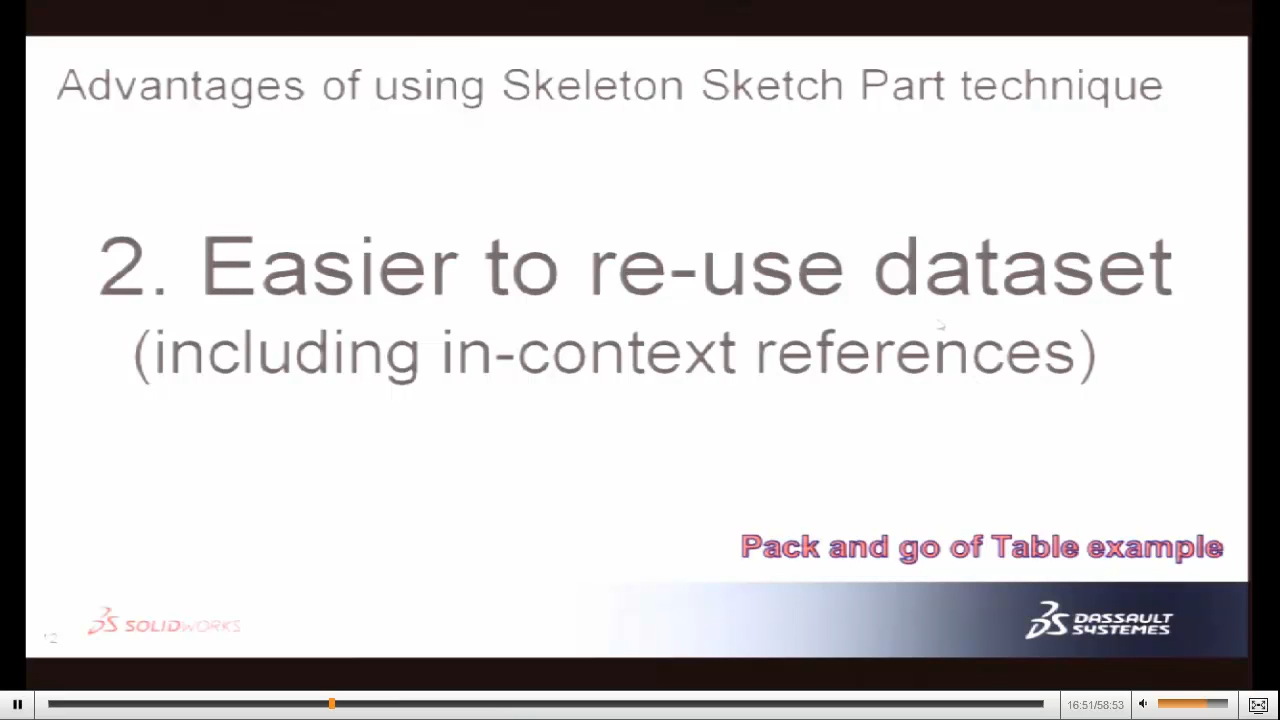 Advantages of using Skeleton Sketch Part technique
2. Easier to re-use dataset
(including in-context references)
Pack and go of Table example
12
SOLIDWORKS
DASSAULT
SYSTEMES
16:51/58:53